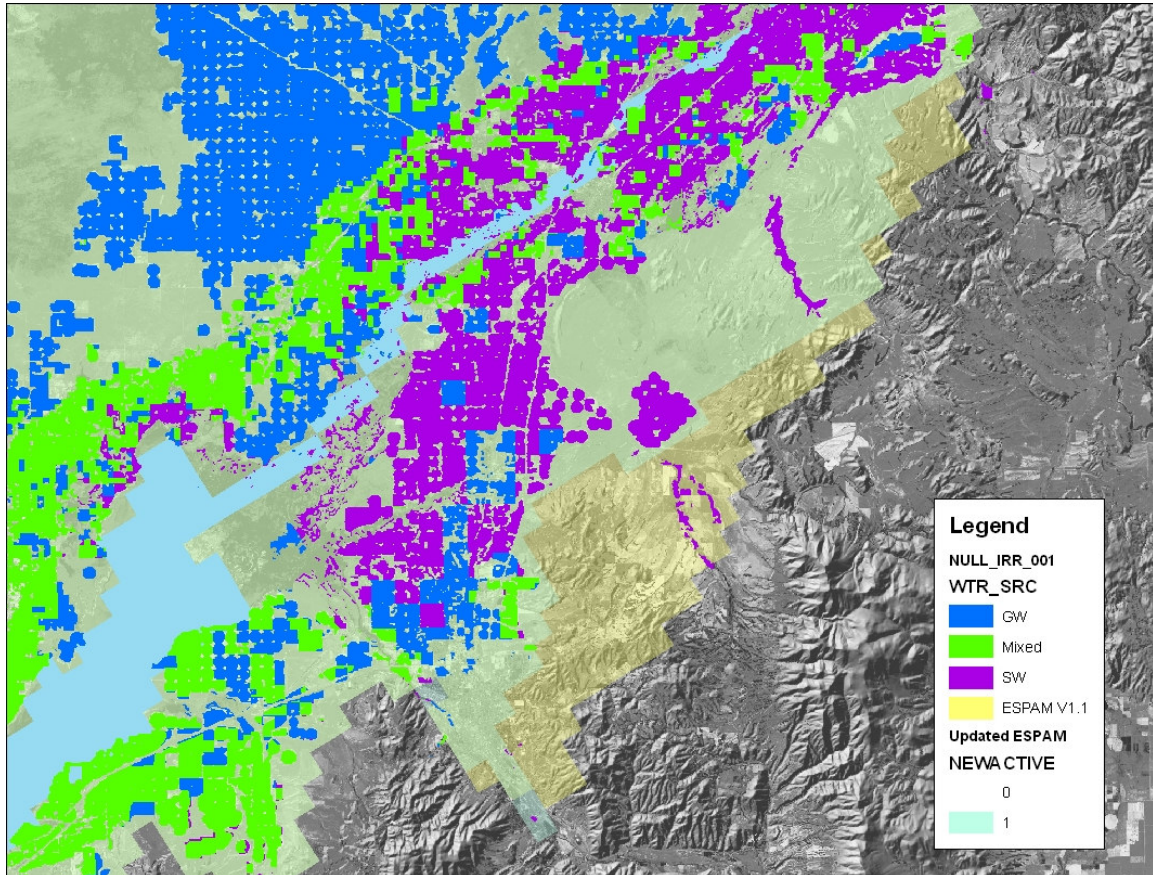 Legend
NULL_IRR_001
WTR_SRC
GW
Mixed
SW
ESPAM V1.1
Updated ESPAM
NEWACTIVE
0
1